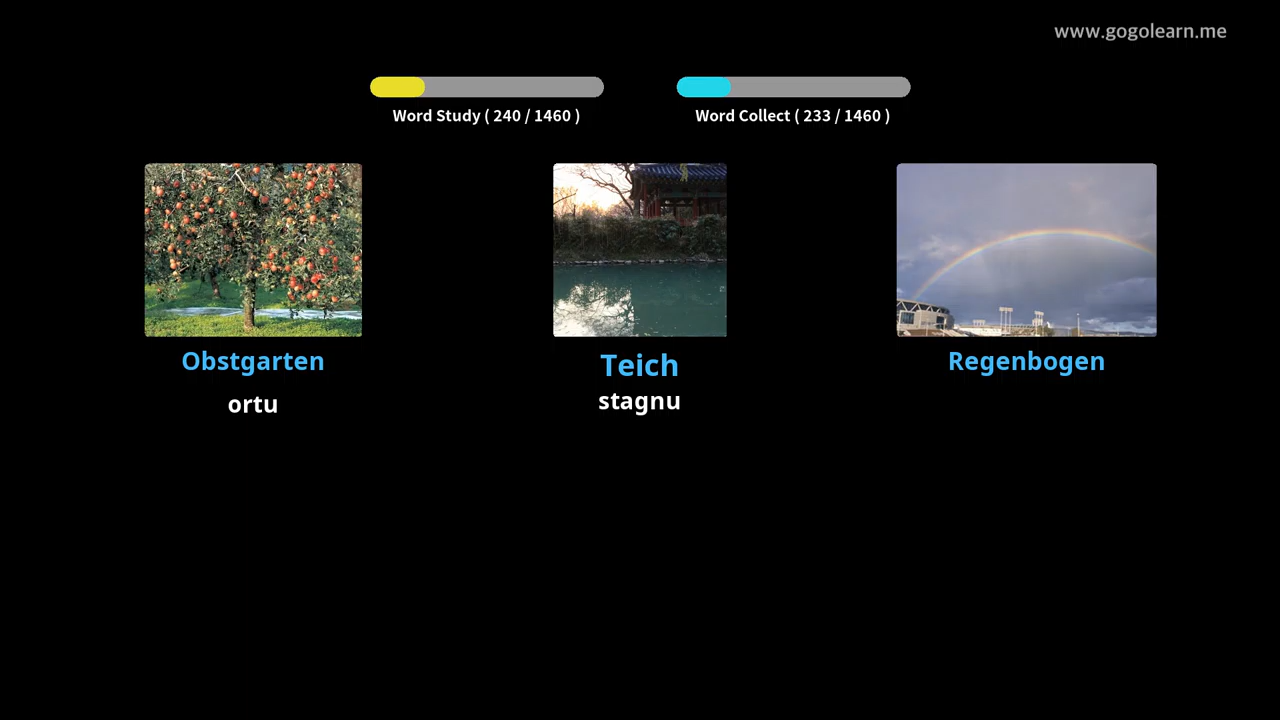 www.gogolearn.me
Word Study ( 240 / 1460 )
Word Collect ( 233 / 1460 )
Obstgarten
ortu
Teich
stagnu
Regenbogen